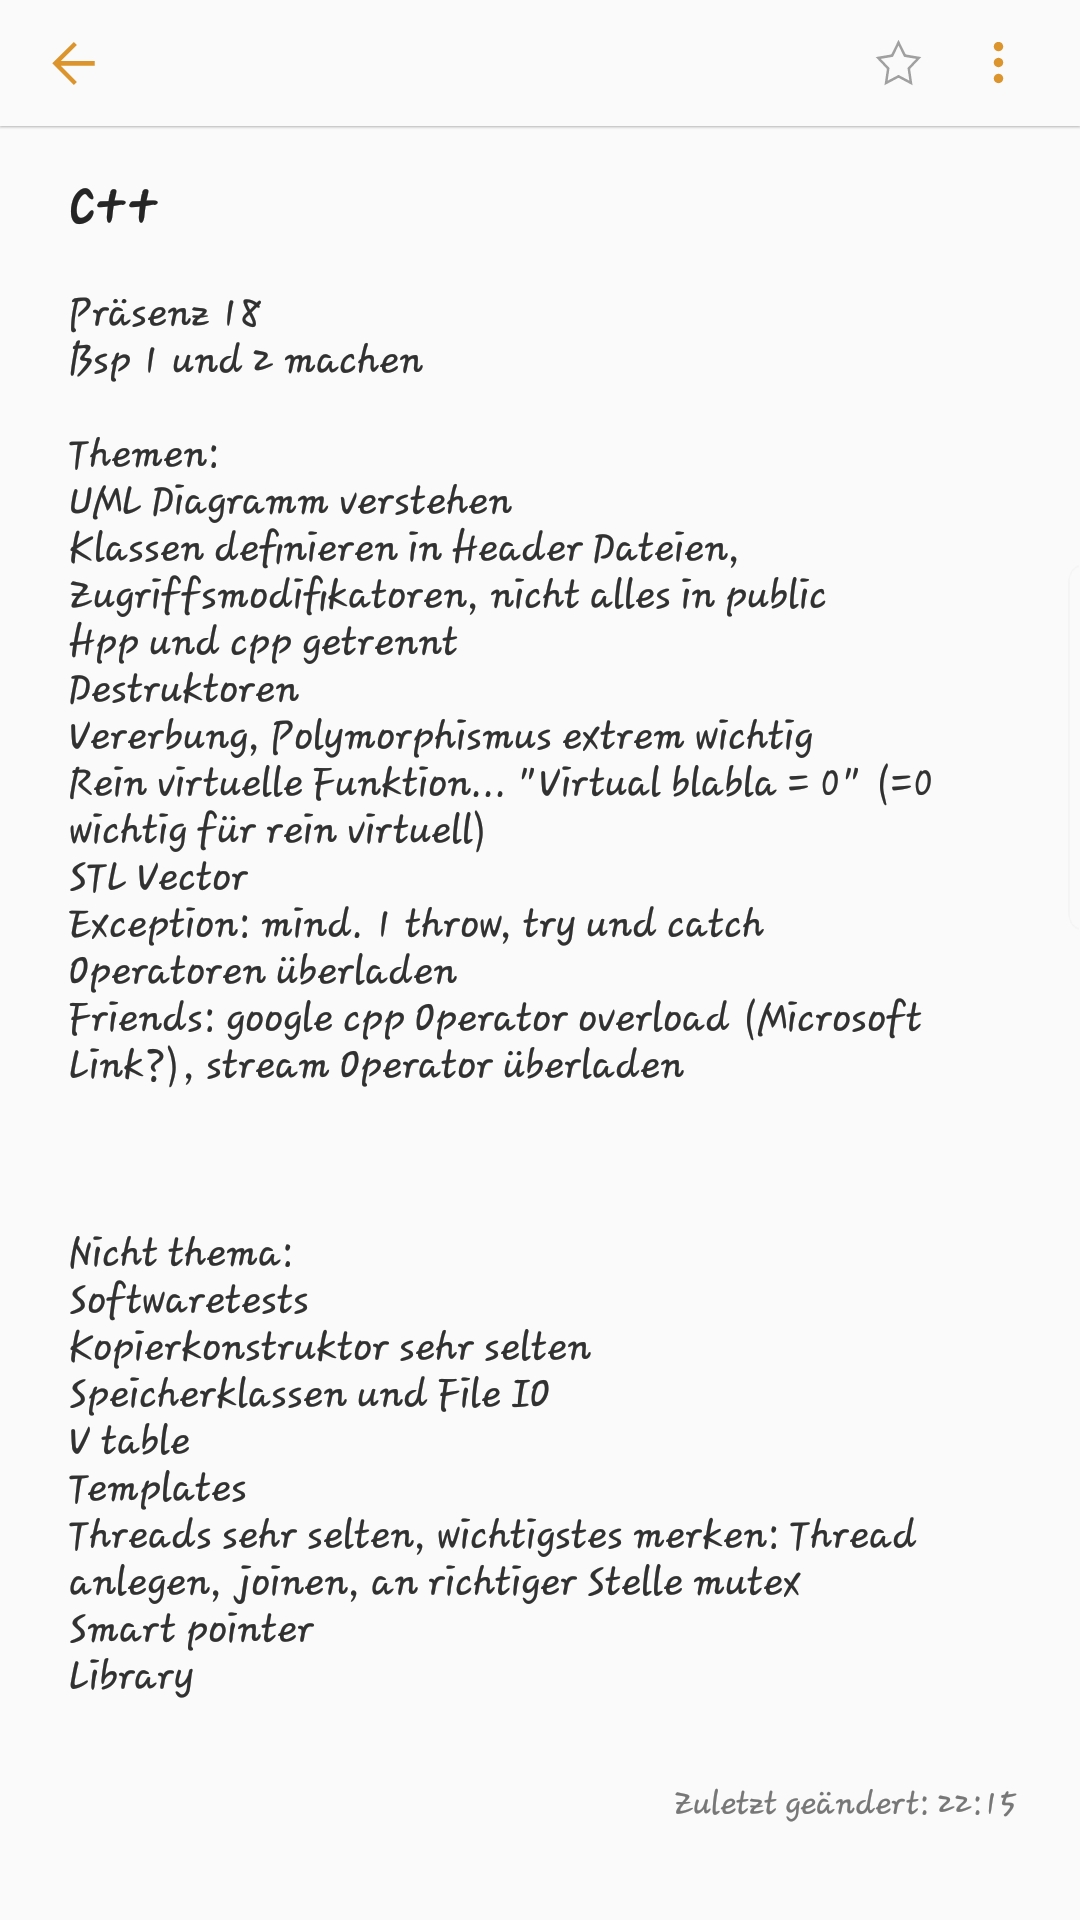 C++
Präsenz 18
Bsp 1 und 2 machen
Themen:
UML Diagramm verstehen
Klassen definieren in Header Dateien,
Zugriffsmodifikatoren, nicht alles in public
Hpp und cpp getrennt
Destruktoren
Vererbung, Polymorphismus extrem wichtig
Rein virtuelle Funktion... "Virtual blabla = 0" (=0
wichtig für rein virtuell)
STL Vector
Exception: mind. 1 throw, try und catch
Operatoren überladen
Friends: google cpp Operator overload (Microsoft
Link?), stream Operator überladen
Nicht thema:
Softwaretests
Kopierkonstruktor sehr selten
Speicherklassen und File IO
V table
Templates
Threads sehr selten, wichtigstes merken: Thread
anlegen, joinen, an richtiger Stelle mutex
Smart pointer
Library
Zuletzt geändert: 22:15